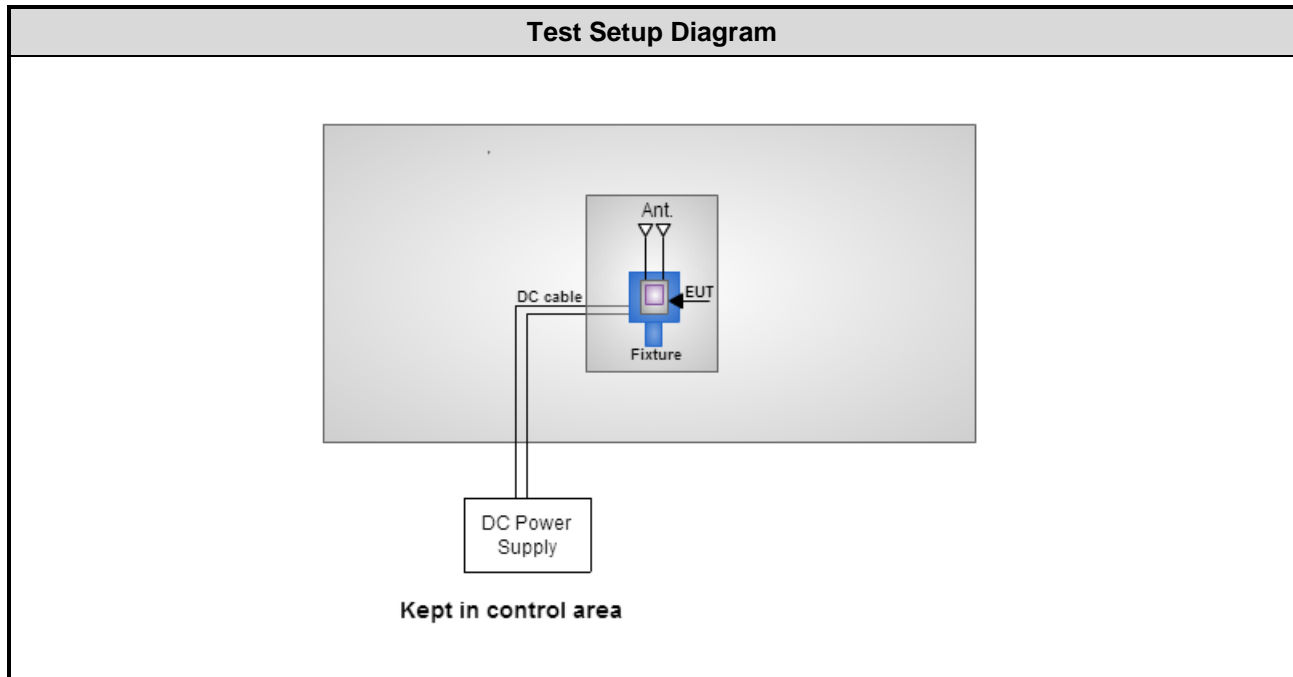 Test Setup Diagram
Ant.
DC cable
EUT
Fixture
DC Power
Supply
Kept in control area